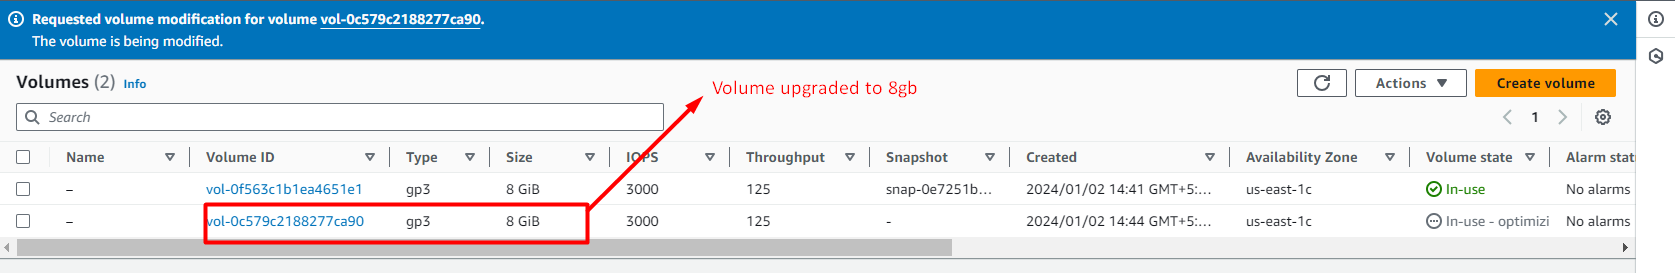 Requested volume modification for volume vol-0c579c2188277ca90.
The volume is being modified.
Volumes (2) Info
Volume upgraded to 8gb
Actions
Create volume
Search
1
Name Volume ID Type Size IOPS Throughput Snapshot Created Availability Zone Volume state Alarm stat
– vol-0f563c1b1ea4651e1 gp3 8 GiB 3000 125 snap-0e7251b... 2024/01/02 14:41 GMT+5:... us-east-1c In-use No alarms
– vol-0c579c2188277ca90 gp3 8 GiB 3000 125 - 2024/01/02 14:44 GMT+5:... us-east-1c In-use - optimizi No alarms